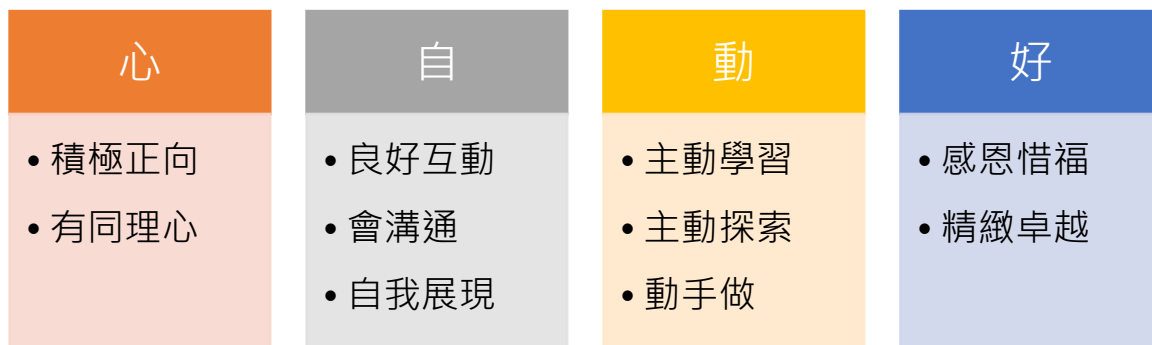 心
• 積極正向
• 有同理心
自
• 良好互動
• 會溝通
• 自我展現
動
• 主動學習
• 主動探索
• 動手做
好
• 感恩惜福
• 精緻卓越